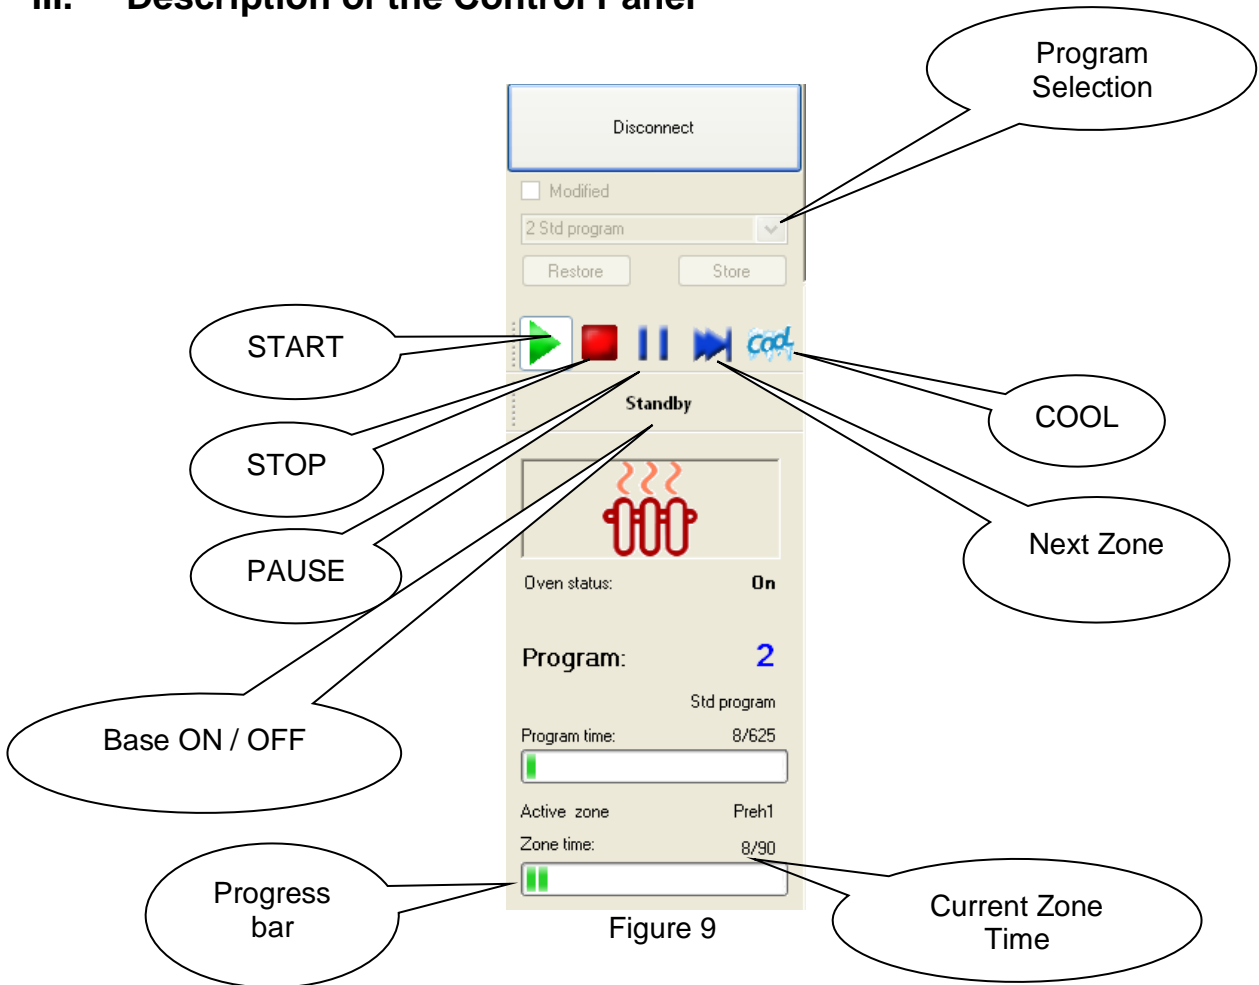 III. Description of the Control Panel
Program
Selection
Disconnect
Modified
2 Std program
Restore Store
START
cool
Standby
COOL
STOP
Next Zone
PAUSE
Oven status: On
Program: 2
Std program
Base ON / OFF
Program time: 8/625
Active zone Preh1
Zone time: 8/90
Progress
bar
Current Zone
Time
Figure 9